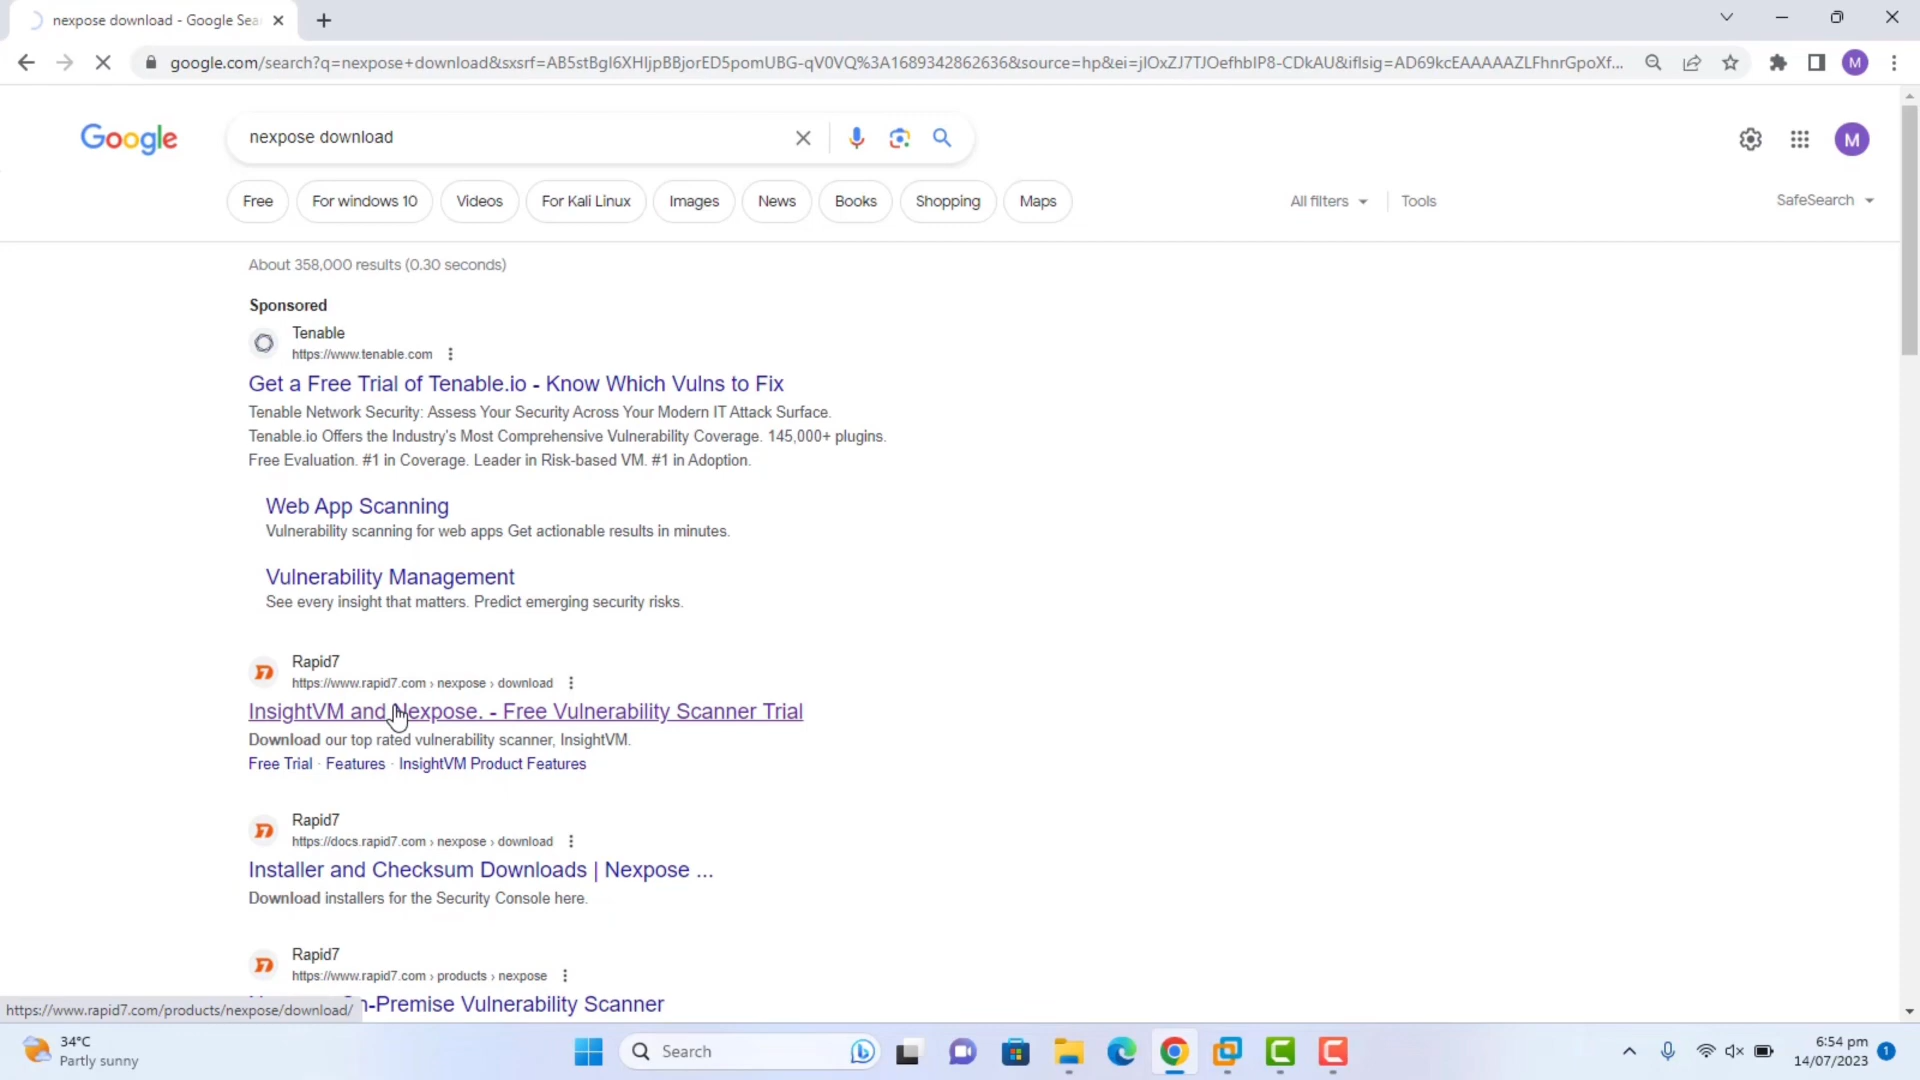 nexpose download - Google Sea
google.com/search?q=nexpose+download&sxsrf=AB5stBgl6XHIjpBBjorED5pomUBG-qV0VQ%3A1689342862636&source=hp&ei=jlOxZJ7TJOefhbIP8-CDkAU&iflsig=AD69kcEAAAAAZLFhnrGpoXf...
M
Google
nexpose download
M
Free
For windows 10
Videos
For Kali Linux
Images
News
Books
Shopping
Maps
All filters
Tools
SafeSearch
About 358,000 results (0.30 seconds)
Sponsored
Tenable
https://www.tenable.com
Get a Free Trial of Tenable.io - Know Which Vulns to Fix
Tenable Network Security: Assess Your Security Across Your Modern IT Attack Surface.
Tenable.io Offers the Industry's Most Comprehensive Vulnerability Coverage. 145,000+ plugins.
Free Evaluation. #1 in Coverage. Leader in Risk-based VM. #1 in Adoption.
Web App Scanning
Vulnerability scanning for web apps Get actionable results in minutes.
Vulnerability Management
See every insight that matters. Predict emerging security risks.
Rapid7
https://www.rapid7.com › nexpose › download
InsightVM and Nexpose. - Free Vulnerability Scanner Trial
Download our top rated vulnerability scanner, InsightVM.
Free Trial · Features · InsightVM Product Features
Rapid7
https://docs.rapid7.com › nexpose › download
Installer and Checksum Downloads | Nexpose ...
Download installers for the Security Console here.
Rapid7
https://www.rapid7.com › products › nexpose
n-Premise Vulnerability Scanner
https://www.rapid7.com/products/nexpose/download/
34°C
Partly sunny
Search
6:54 pm
14/07/2023
1